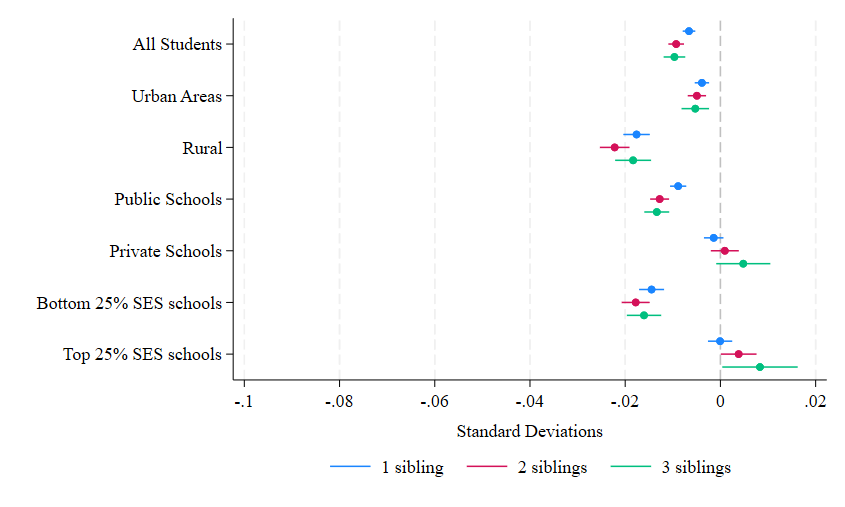 All Students
Urban Areas
Rural
Public Schools
Private Schools
Bottom 25% SES schools
Top 25% SES schools
-.1 -.08 -.06 -.04 -.02 0 .02
Standard Deviations
1 sibling 2 siblings 3 siblings